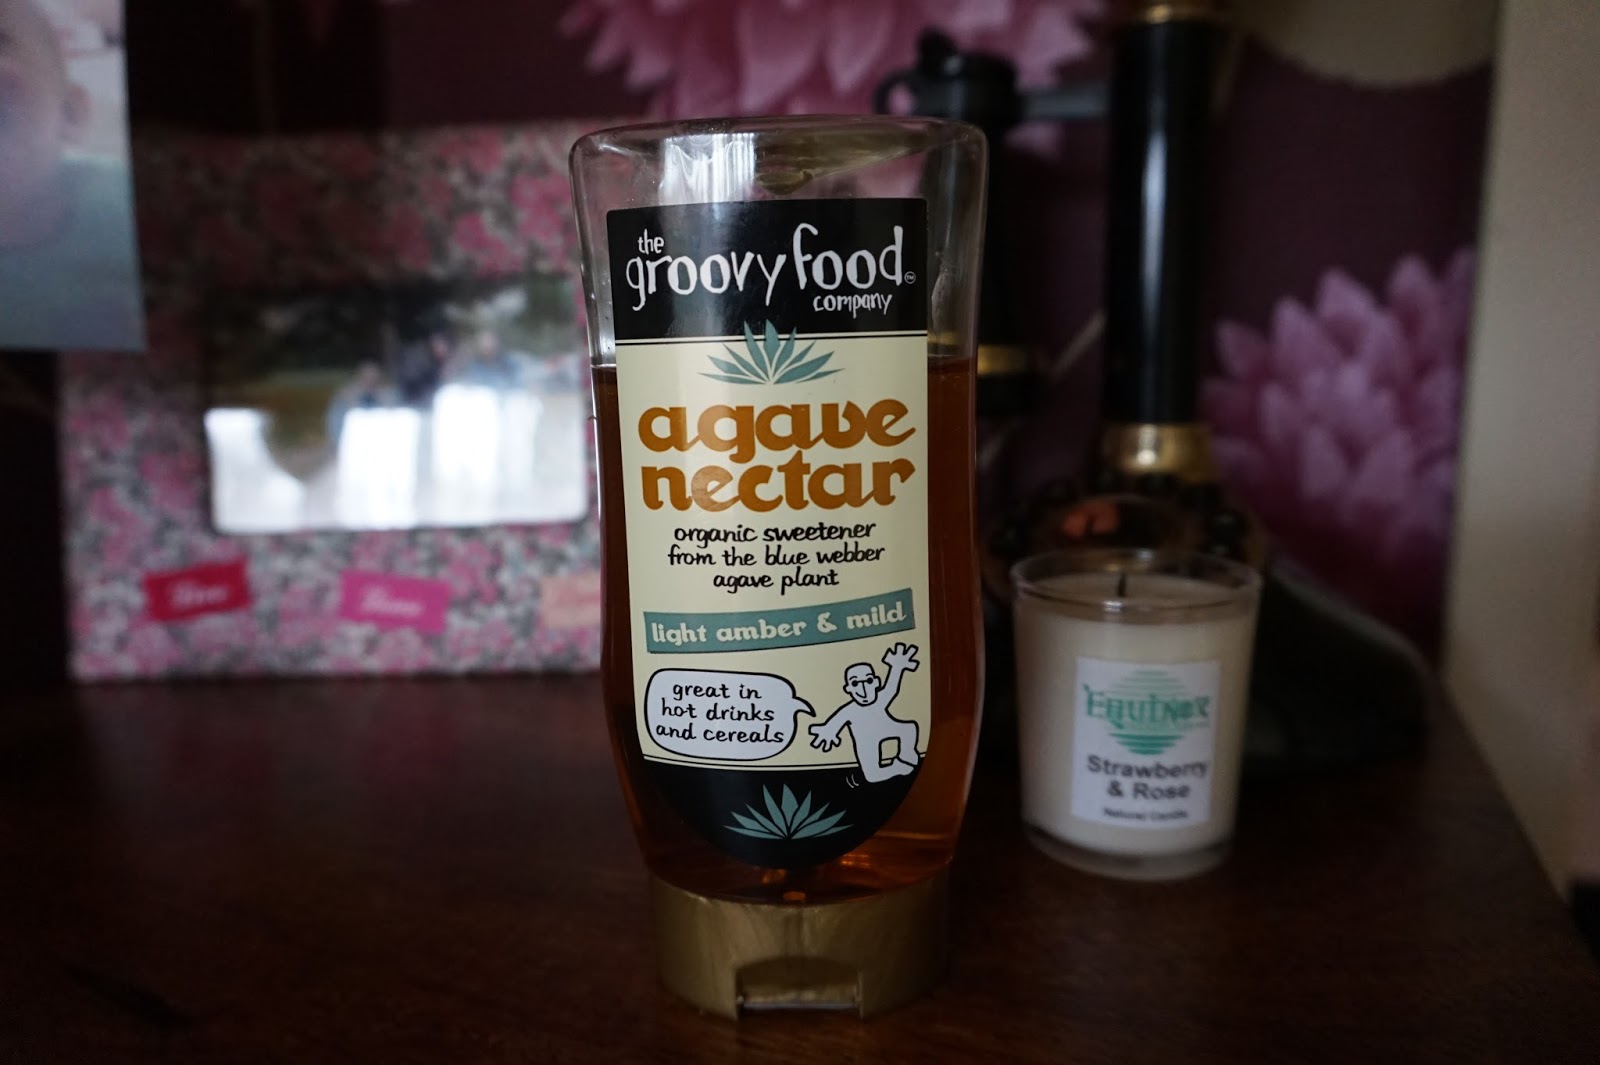 the
groovy food
company
TM
agave
nectar
organic sweetener
from the blue webber
agave plant
light amber & mild
great in
hot drinks
and cereals
EQUINOX
Strawberry
& Rose
Natural Candle